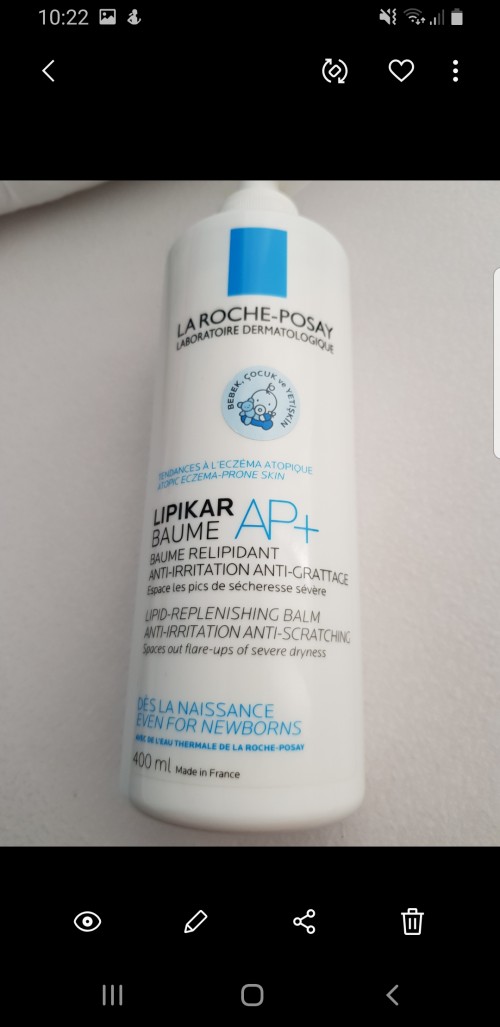 10:22
LA ROCHE-POSAY
LABORATOIRE DERMATOLOGIQUE
BEBEK, ÇOCUK ve YETİŞKİN
TENDANCES À L'ECZÉMA ATOPIQUE
ATOPIC ECZEMA-PRONE SKIN
LIPIKAR
BAUME AP+
BAUME RELIPIDANT
ANTI-IRRITATION ANTI-GRATTAGE
Espace les pics de sécheresse sévère
LIPID-REPLENISHING BALM
ANTI-IRRITATION ANTI-SCRATCHING
Spaces out flare-ups of severe dryness
DÈS LA NAISSANCE
EVEN FOR NEWBORNS
AVEC DE L'EAU THERMALE DE LA ROCHE-POSAY
400 ml Made in France